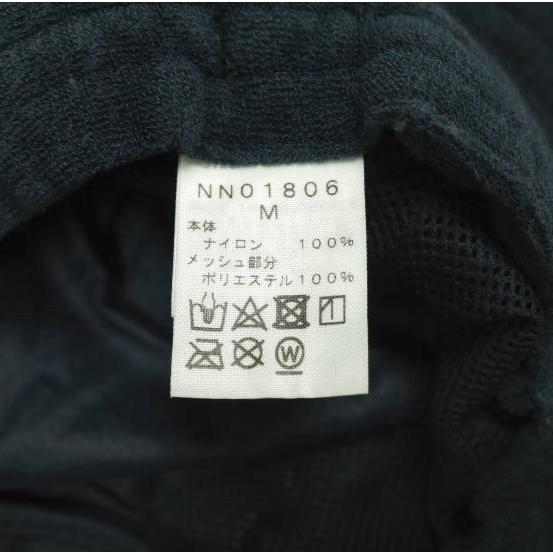 NN01806
M
本体
ナイロン 100%
メッシュ部分
ポリエステル100%
W